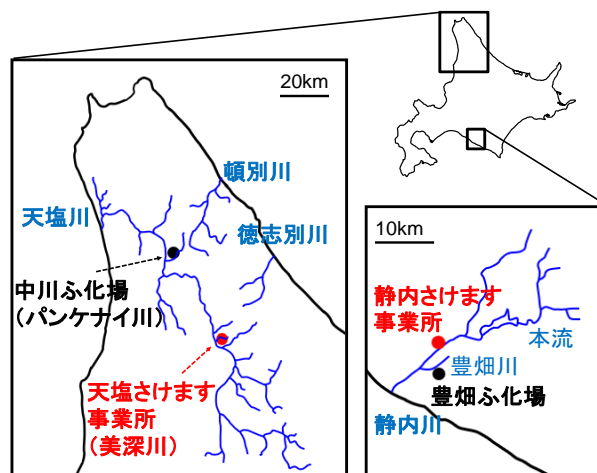 20km
頓別川
天塩川
徳志別川
中川ふ化場
(パンケナイ川)
天塩さけます
事業所
(美深川)
10km
静内さけます
事業所
本流
豊畑川
豊畑ふ化場
静内川